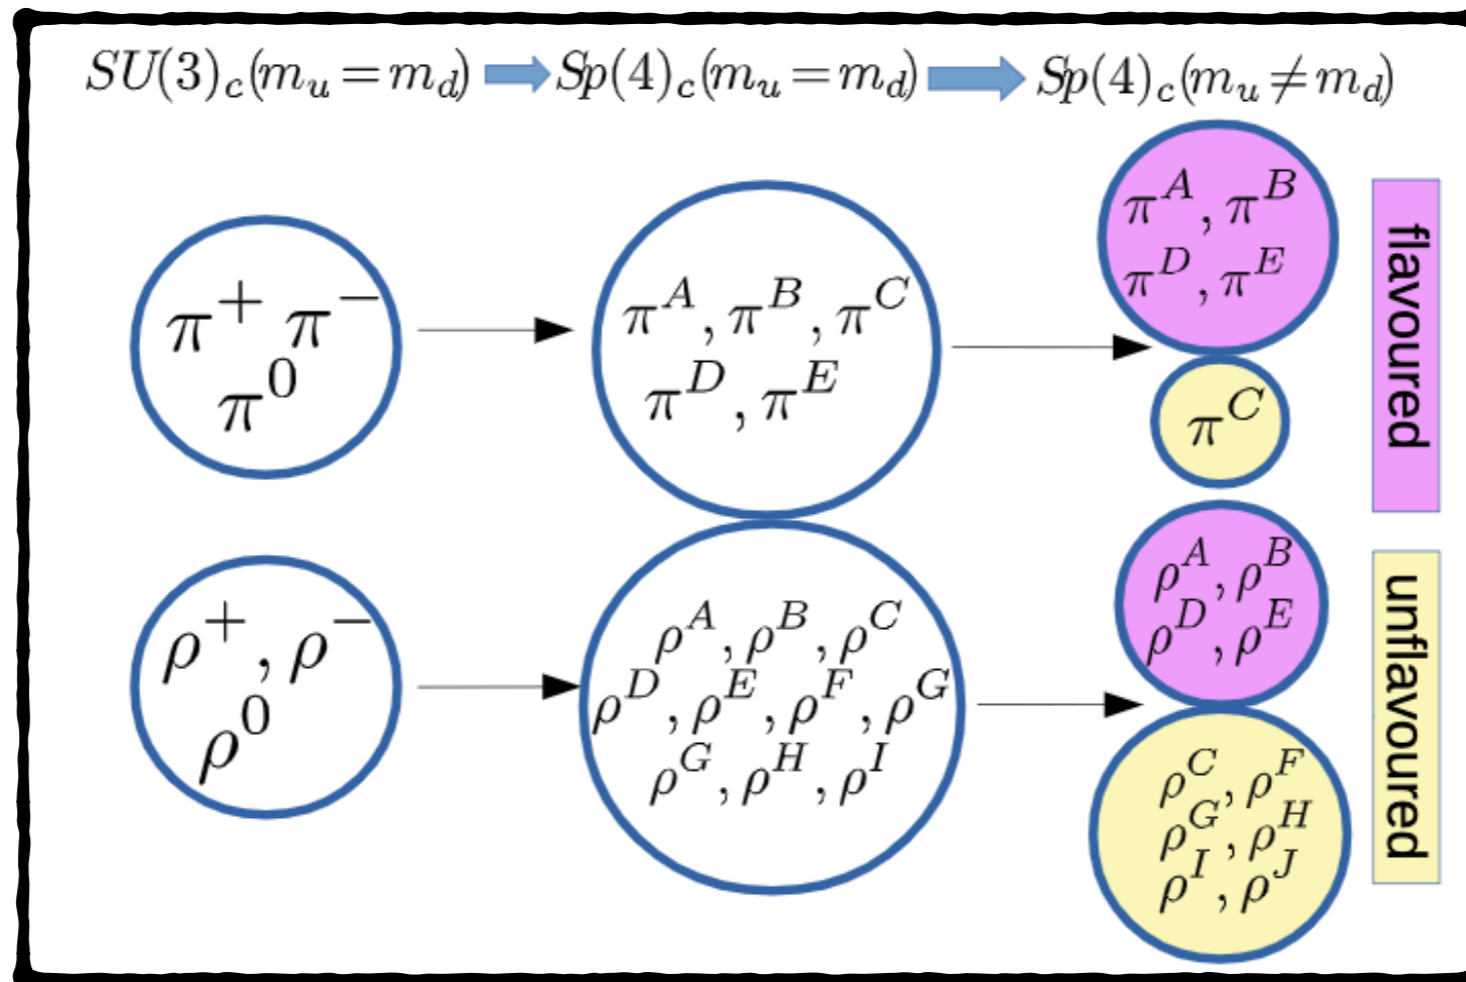 SU(3)_c(m_u = m_d) Sp(4)_c(m_u = m_d) Sp(4)_c(m_u ≠ m_d)
π^+ π^-
π^0
π^A, π^B, π^C
π^D, π^E
π^A, π^B
π^D, π^E
π^C
flavoured
ρ^+, ρ^-
ρ^0
ρ^A, ρ^B, ρ^C
ρ^D, ρ^E, ρ^F, ρ^G
ρ^G, ρ^H, ρ^I
ρ^A, ρ^B
ρ^D, ρ^E
ρ^C, ρ^F
ρ^G, ρ^H
ρ^I, ρ^J
unflavoured